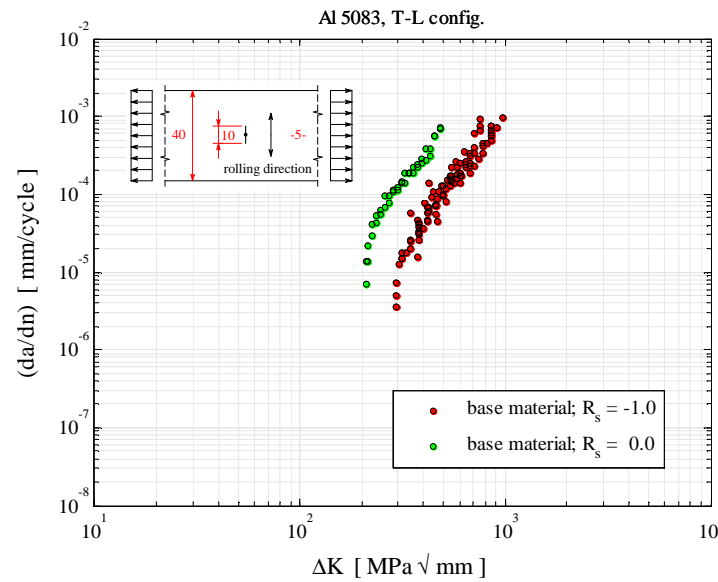 Al 5083, T-L config.
10^-2
10^-3
10^-4
10^-5
10^-6
10^-7
10^-8
(da/dn) [ mm/cycle ]
40
10
-5-
rolling direction
base material; R_s = -1.0
base material; R_s = 0.0
10^1
10^2
10^3
10
ΔK [ MPa √ mm ]